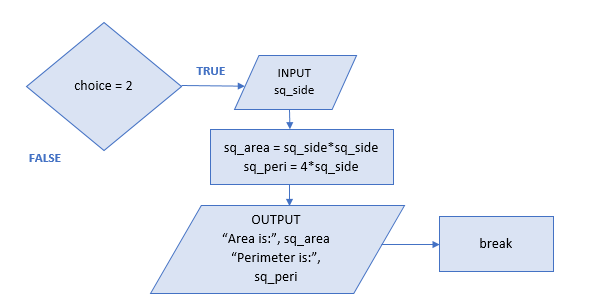 choice = 2
TRUE
FALSE
INPUT
sq_side
sq_area = sq_side*sq_side
sq_peri = 4*sq_side
OUTPUT
“Area is:”, sq_area
“Perimeter is:”,
sq_peri
break